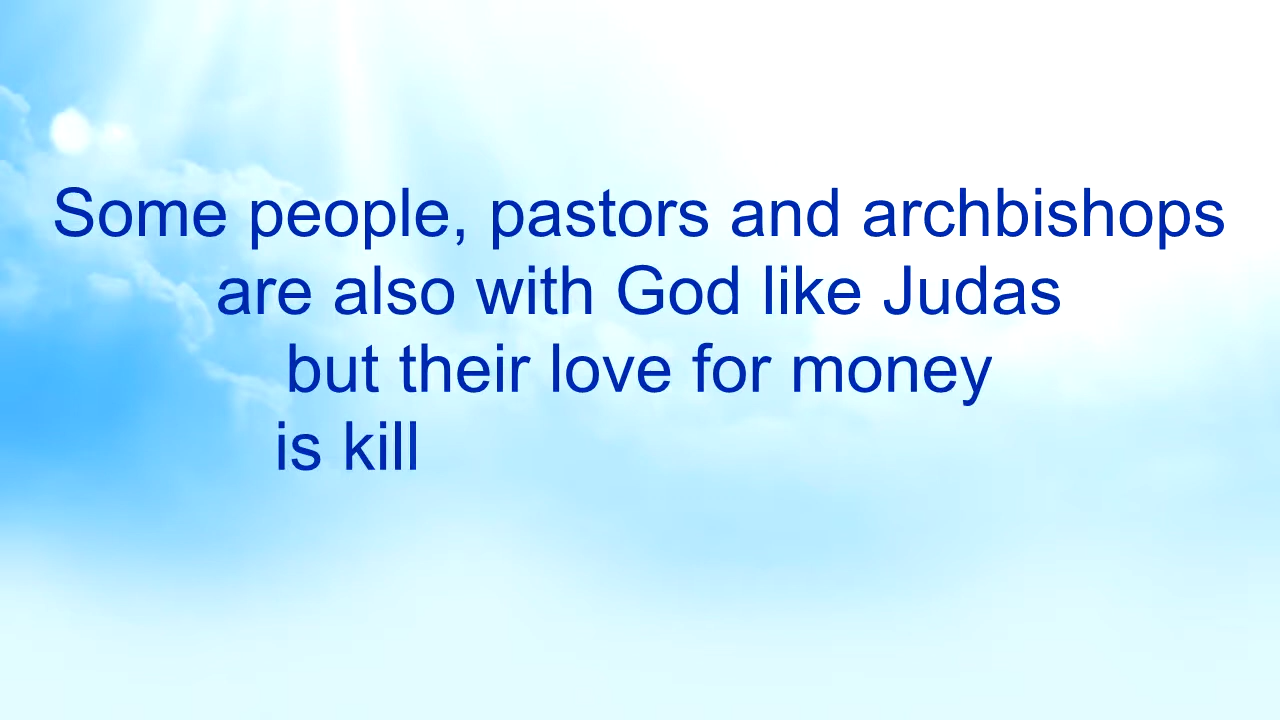 Some people, pastors and archbishops
are also with God like Judas
but their love for money
is kill